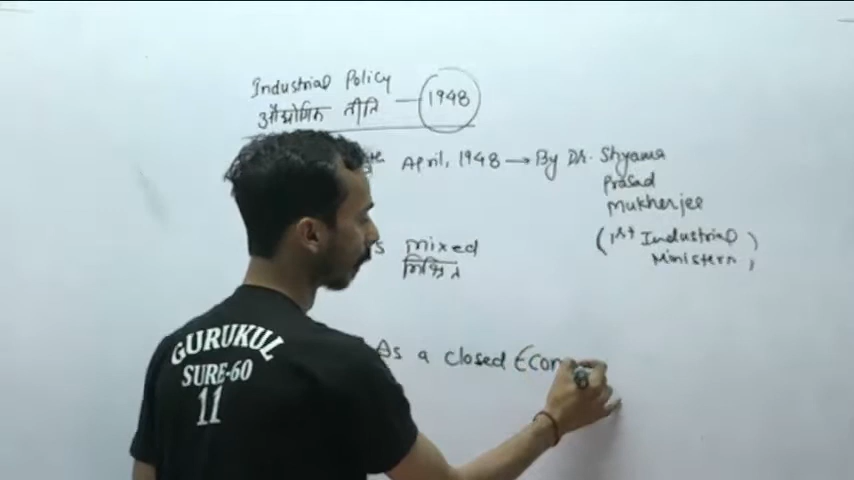 Industrial Policy
औद्योगिक नीति — 1948
April, 1948 → By Dr. Shyama
Prasad
Mukherjee
(1st Industrial
Ministern)
mixed
मिश्रित
As a closed Econ
GURUKUL
SURE-60
11